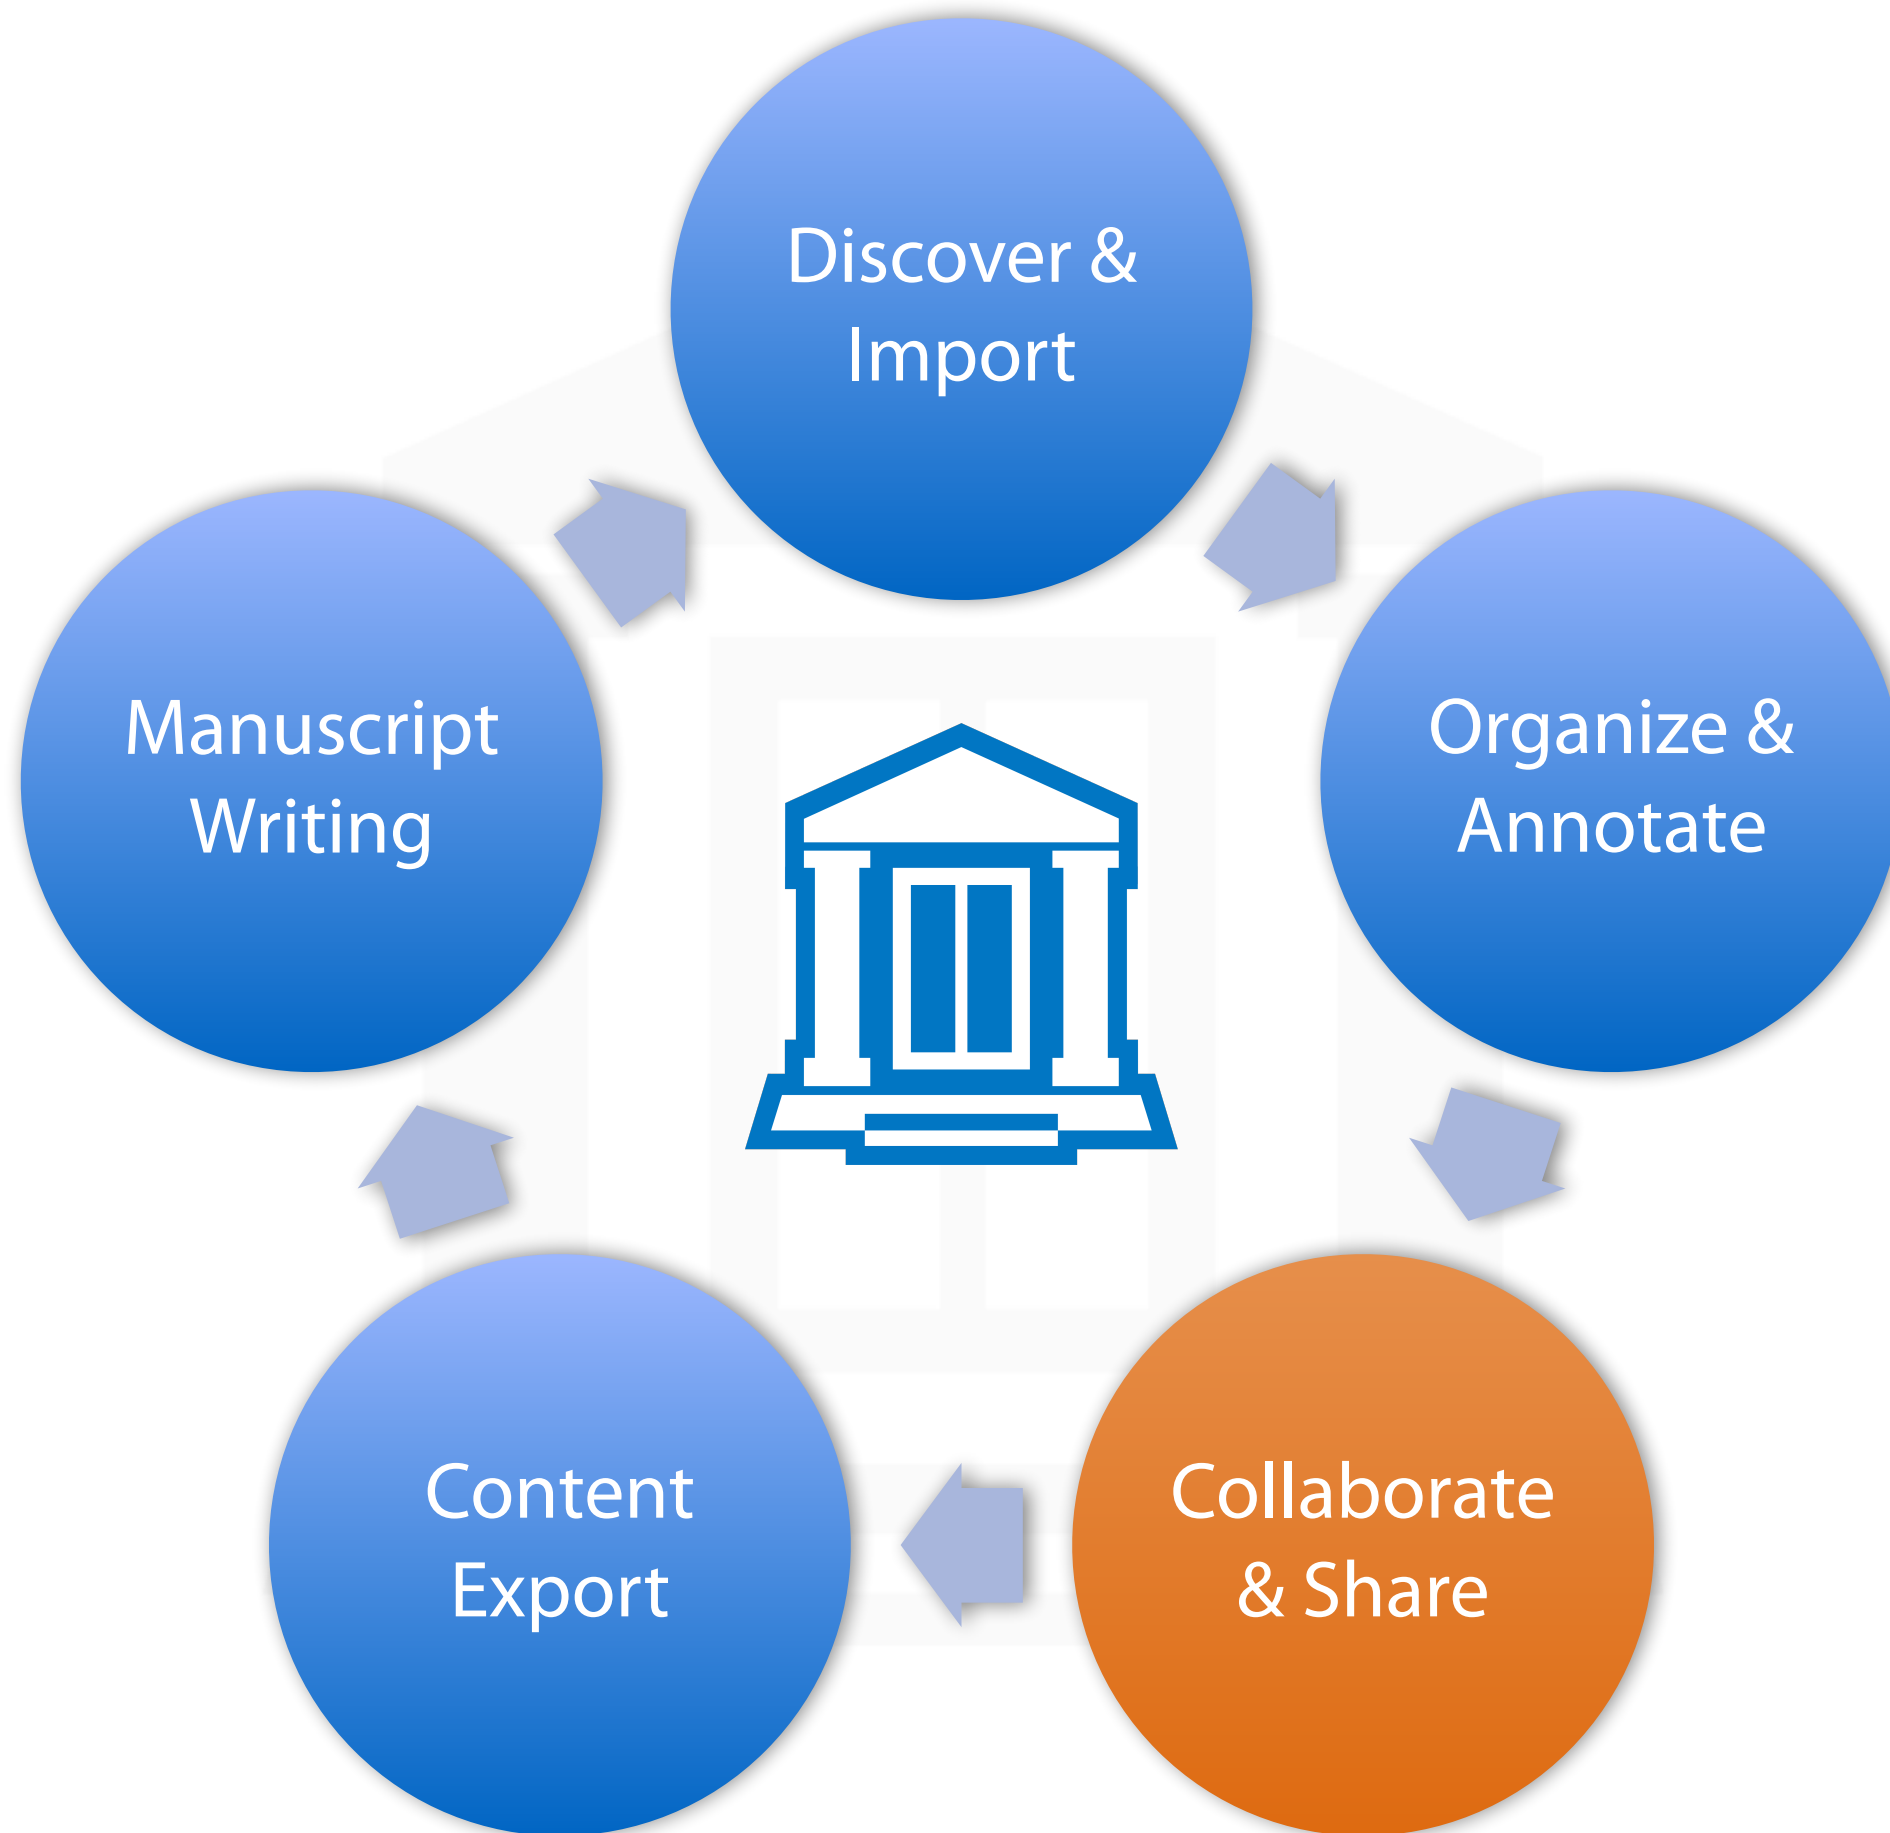 Discover &
Import
Organize &
Annotate
Collaborate
& Share
Content
Export
Manuscript
Writing